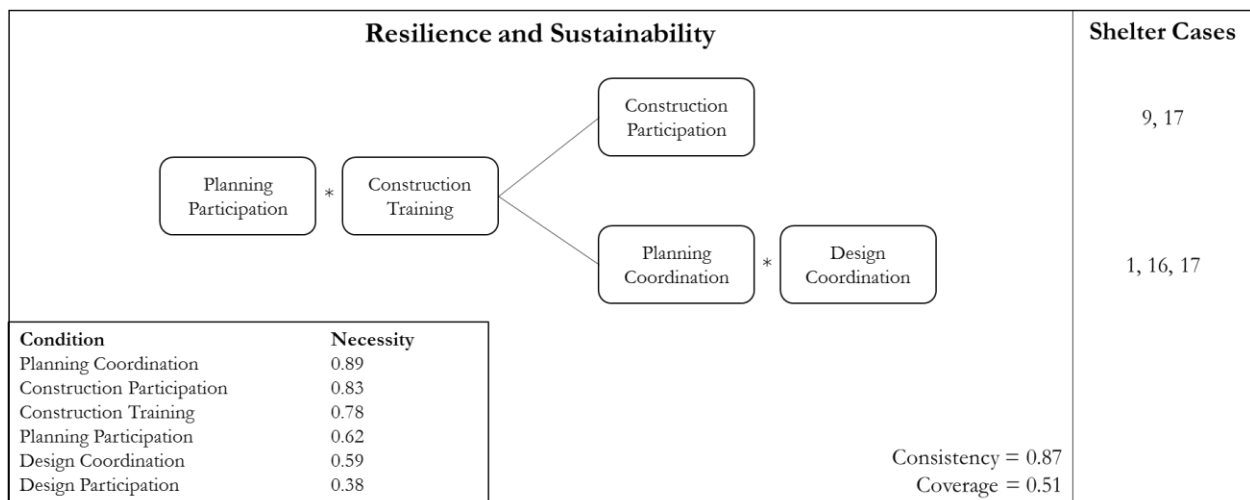 Resilience and Sustainability
Shelter Cases
Planning
Participation
*
Construction
Training
Construction
Participation
9, 17
Planning
Coordination
*
Design
Coordination
1, 16, 17
Condition Necessity
Planning Coordination 0.89
Construction Participation 0.83
Construction Training 0.78
Planning Participation 0.62
Design Coordination 0.59
Design Participation 0.38
Consistency = 0.87
Coverage = 0.51